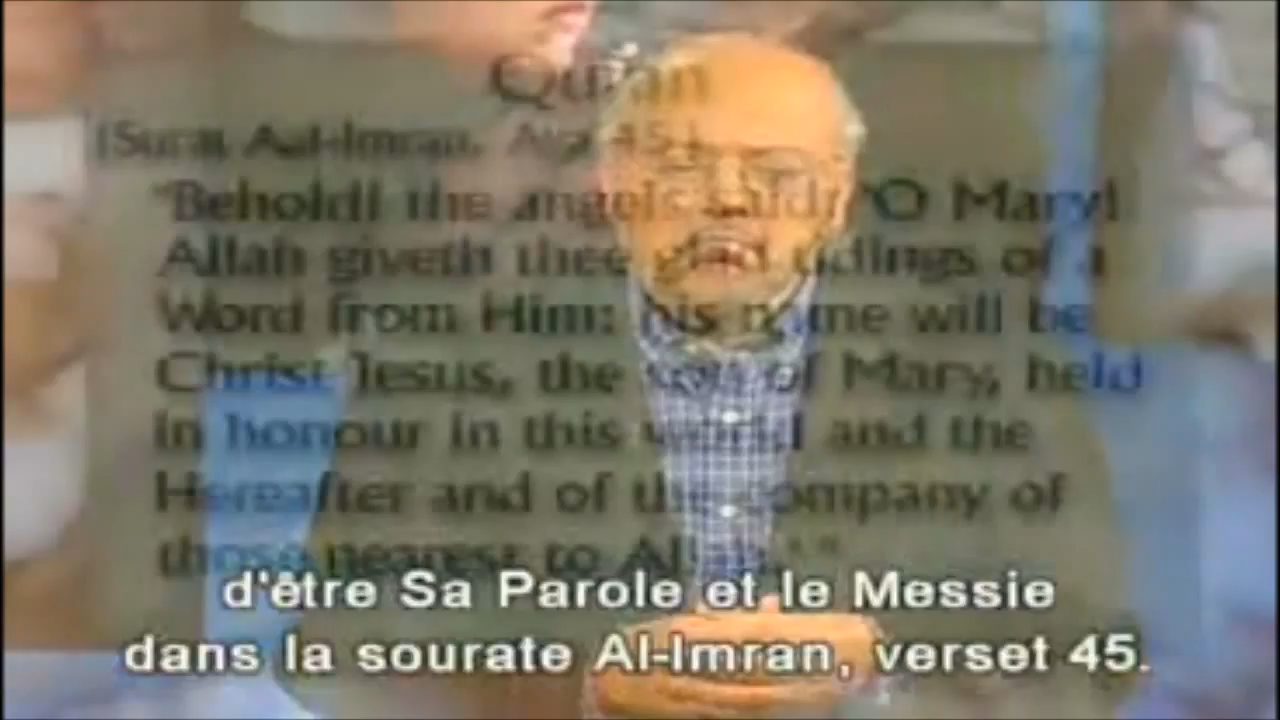 Qur'an
(Sura Aal-Imran, Aya 45)
"Behold! the angels said: "O Mary!
Allah giveth thee glad tidings of a
Word from Him: his name will be
Christ Jesus, the son of Mary, held
in honour in this world and the
Hereafter and of the company of
those nearest to Allah."
d'être Sa Parole et le Messie
dans la sourate Al-Imran, verset 45.